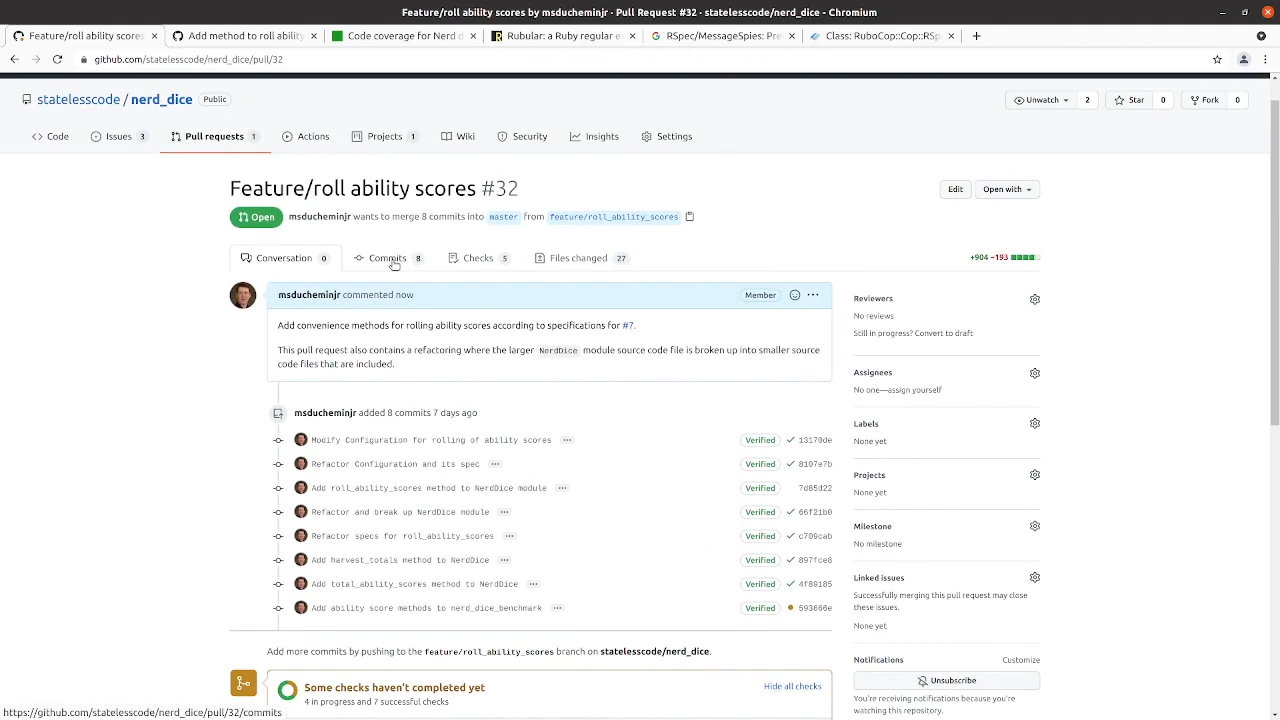 Feature/roll ability scores by msducheminjr - Pull Request #32 - statelesscode/nerd_dice - Chromium
Feature/roll ability scores
Add method to roll ability
Code coverage for Nerd d
Rubular: a Ruby regular e
RSpec/MessageSpies: Pre
Class: RuboCop::Cop::RSp
github.com/statelesscode/nerd_dice/pull/32
statelesscode / nerd_dice Public
Unwatch 2
Star 0
Fork 0
Code
Issues 3
Pull requests 1
Actions
Projects 1
Wiki
Security
Insights
Settings
Feature/roll ability scores #32
Edit
Open with
Open msducheminjr wants to merge 8 commits into master from feature/roll_ability_scores
Conversation 0
Commits 8
Checks 5
Files changed 27
+904 −193
msducheminjr commented now
Member
Add convenience methods for rolling ability scores according to specifications for #7.
This pull request also contains a refactoring where the larger NerdDice module source code file is broken up into smaller source
code files that are included.
msducheminjr added 8 commits 7 days ago
Modify Configuration for rolling of ability scores Verified 13170de
Refactor Configuration and its spec Verified 8107e7b
Add roll_ability_scores method to NerdDice module Verified 7d85d22
Refactor and break up NerdDice module Verified 66f21b0
Refactor specs for roll_ability_scores Verified c709cab
Add harvest_totals method to NerdDice Verified 897fce8
Add total_ability_scores method to NerdDice Verified 4f89185
Add ability score methods to nerd_dice_benchmark Verified 593666e
Add more commits by pushing to the feature/roll_ability_scores branch on statelesscode/nerd_dice.
Some checks haven't completed yet
Hide all checks
4 in progress and 7 successful checks
Reviewers
No reviews
Still in progress? Convert to draft
Assignees
No one—assign yourself
Labels
None yet
Projects
None yet
Milestone
No milestone
Linked issues
Successfully merging this pull request may close
these issues.
None yet
Notifications
Customize
Unsubscribe
You're receiving notifications because you're
watching this repository.
https://github.com/statelesscode/nerd_dice/pull/32/commits